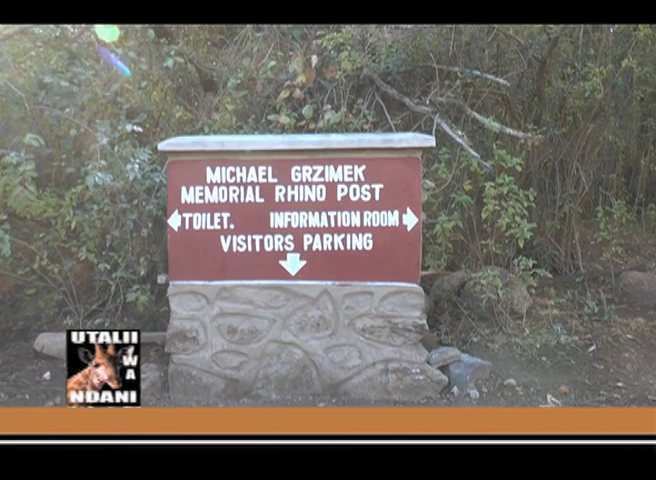 MICHAEL GRZIMEK
MEMORIAL RHINO POST
TOILET. INFORMATION ROOM
VISITORS PARKING
UTALII
WA
NDANI